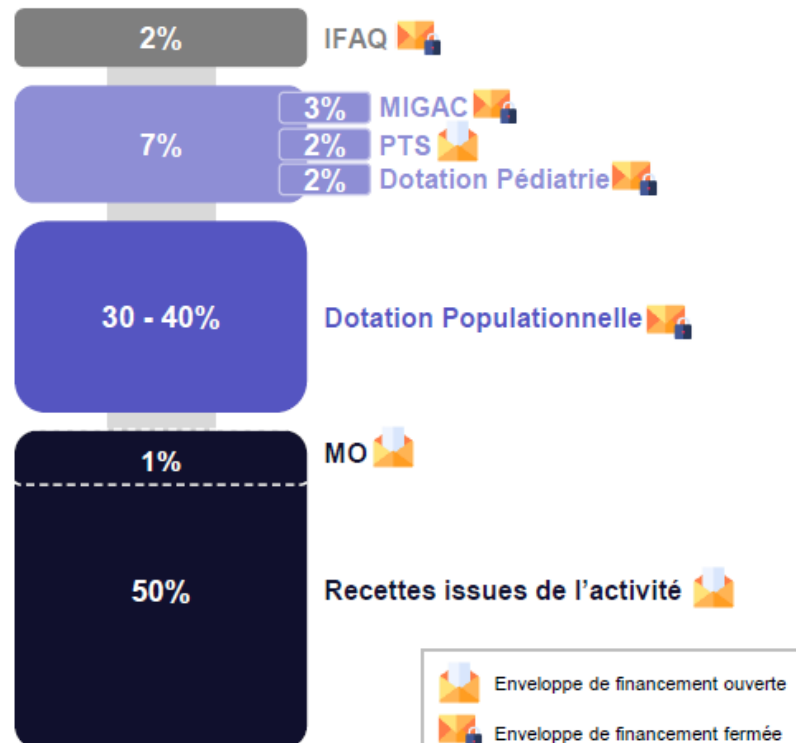 2% IFAQ
3% MIGAC
7% 2% PTS
2% Dotation Pédiatrie
30 - 40% Dotation Populationnelle
1% MO
50% Recettes issues de l'activité
Enveloppe de financement ouverte
Enveloppe de financement fermée